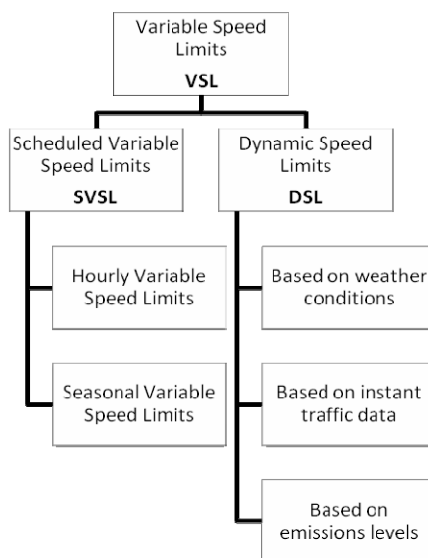 Variable Speed
Limits
VSL
Scheduled Variable
Speed Limits
SVSL
Dynamic Speed
Limits
DSL
Hourly Variable
Speed Limits
Seasonal Variable
Speed Limits
Based on weather
conditions
Based on instant
traffic data
Based on
emissions levels